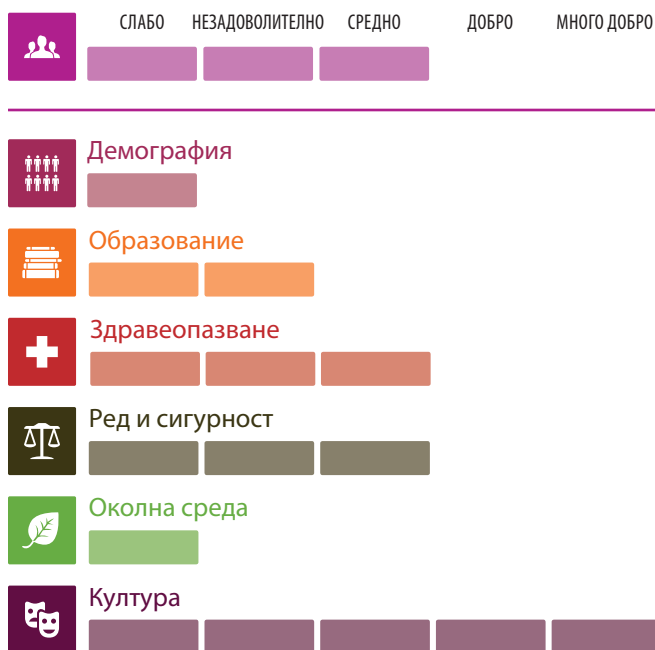 СЛАБО НЕЗАДОВОЛИТЕЛНО СРЕДНО ДОБРО МНОГО ДОБРО
Демография
Образование
Здравеопазване
Ред и сигурност
Околна среда
Култура